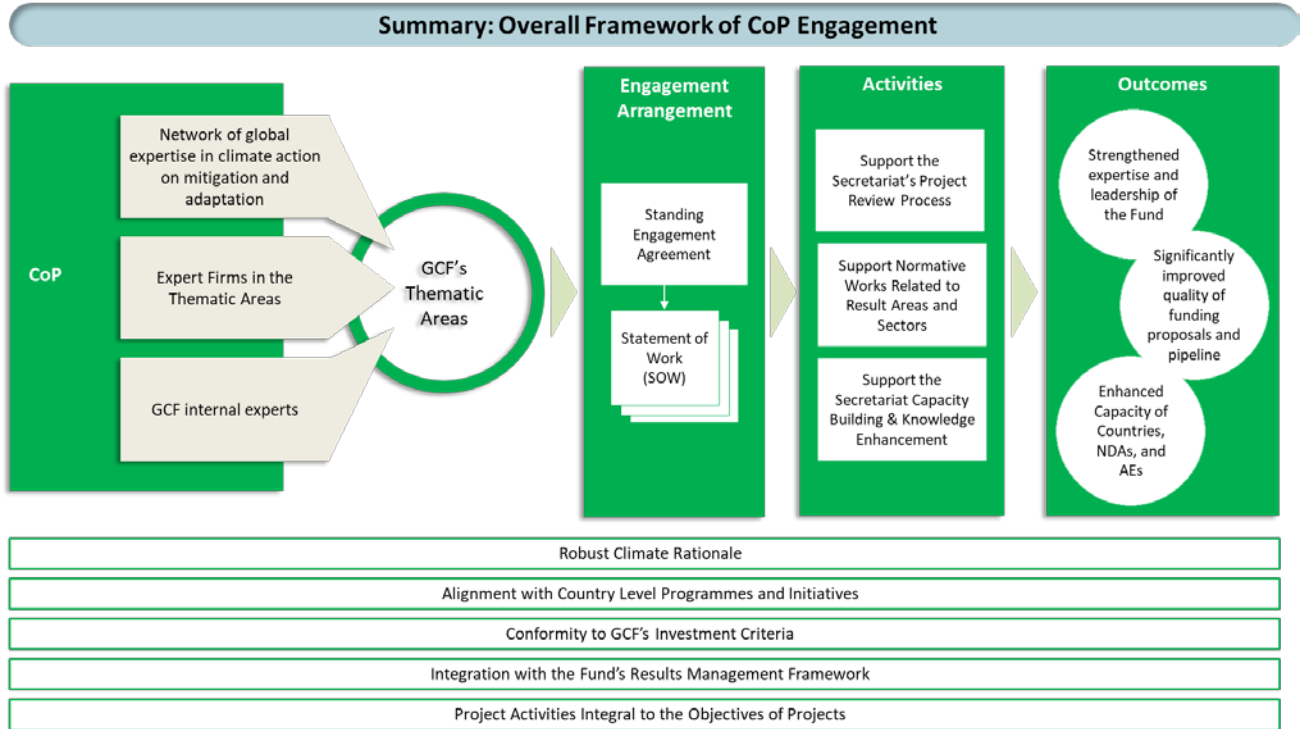 Summary: Overall Framework of CoP Engagement
CoP
Network of global
expertise in climate action
on mitigation and
adaptation
Expert Firms in the
Thematic Areas
GCF internal experts
GCF's
Thematic
Areas
Engagement
Arrangement
Standing
Engagement
Agreement
Statement of
Work
(SOW)
Activities
Support the
Secretariat's Project
Review Process
Support Normative
Works Related to
Result Areas and
Sectors
Support the
Secretariat Capacity
Building & Knowledge
Enhancement
Outcomes
Strengthened
expertise and
leadership of
the Fund
Significantly
improved
quality of
funding
proposals and
pipeline
Enhanced
Capacity of
Countries,
NDAs, and
AEs
Robust Climate Rationale
Alignment with Country Level Programmes and Initiatives
Conformity to GCF's Investment Criteria
Integration with the Fund's Results Management Framework
Project Activities Integral to the Objectives of Projects